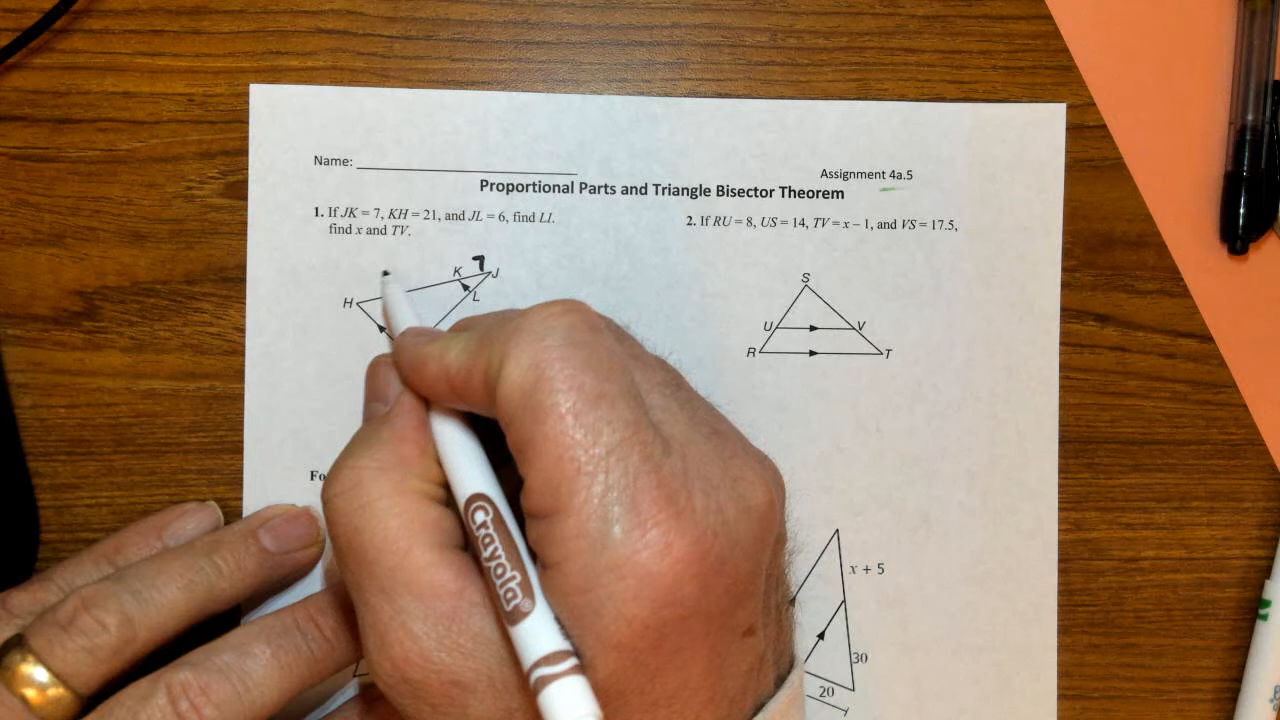 Name:
Assignment 4a.5
Proportional Parts and Triangle Bisector Theorem
1. If JK = 7, KH = 21, and JL = 6, find LI.
find x and TV.
2. If RU = 8, US = 14, TV = x – 1, and VS = 17.5,
7
K
J
L
H
S
U
V
R
T
Fo
x + 5
30
20
Crayola